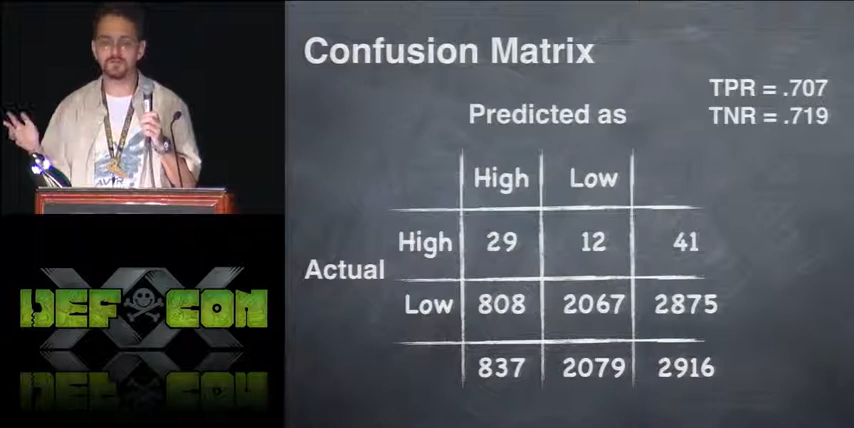 Confusion Matrix
TPR = .707
TNR = .719
Predicted as
High Low
High 29 12 41
Actual
Low 808 2067 2875
837 2079 2916
DEF CON
XX